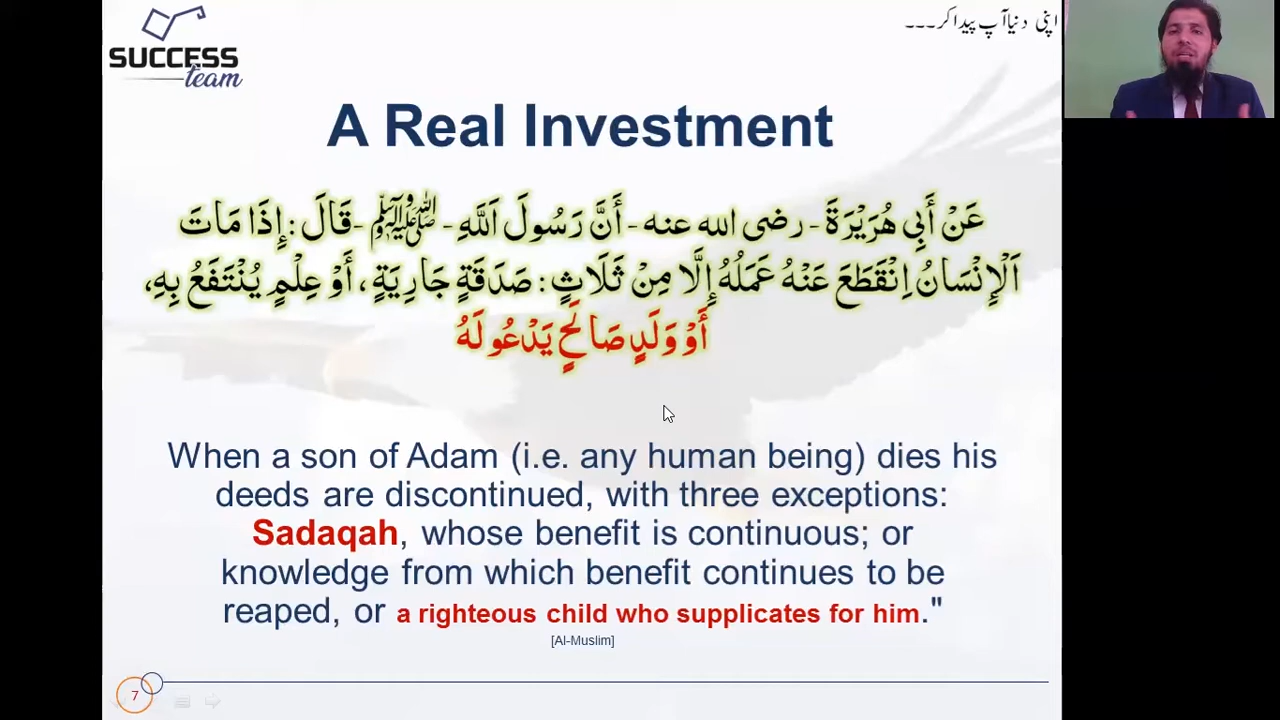 SUCCESS
team
اپنی دنیا آپ پیدا کر...
A Real Investment
عَنْ أَبِي هُرَيْرَةَ - رضی الله عنه - أَنَّ رَسُولَ اَللَّهِ - ﷺ - قَالَ: إِذَا مَاتَ
اَلْإِنْسَانُ اِنْقَطَعَ عَنْهُ عَمَلُهُ إِلَّا مِنْ ثَلَاثٍ: صَدَقَةٍ جَارِيَةٍ، أَوْ عِلْمٍ يُنْتَفَعُ بِهِ،
أَوْ وَلَدٍ صَالِحٍ يَدْعُو لَهُ
When a son of Adam (i.e. any human being) dies his
deeds are discontinued, with three exceptions:
Sadaqah, whose benefit is continuous; or
knowledge from which benefit continues to be
reaped, or a righteous child who supplicates for him."
[Al-Muslim]
7